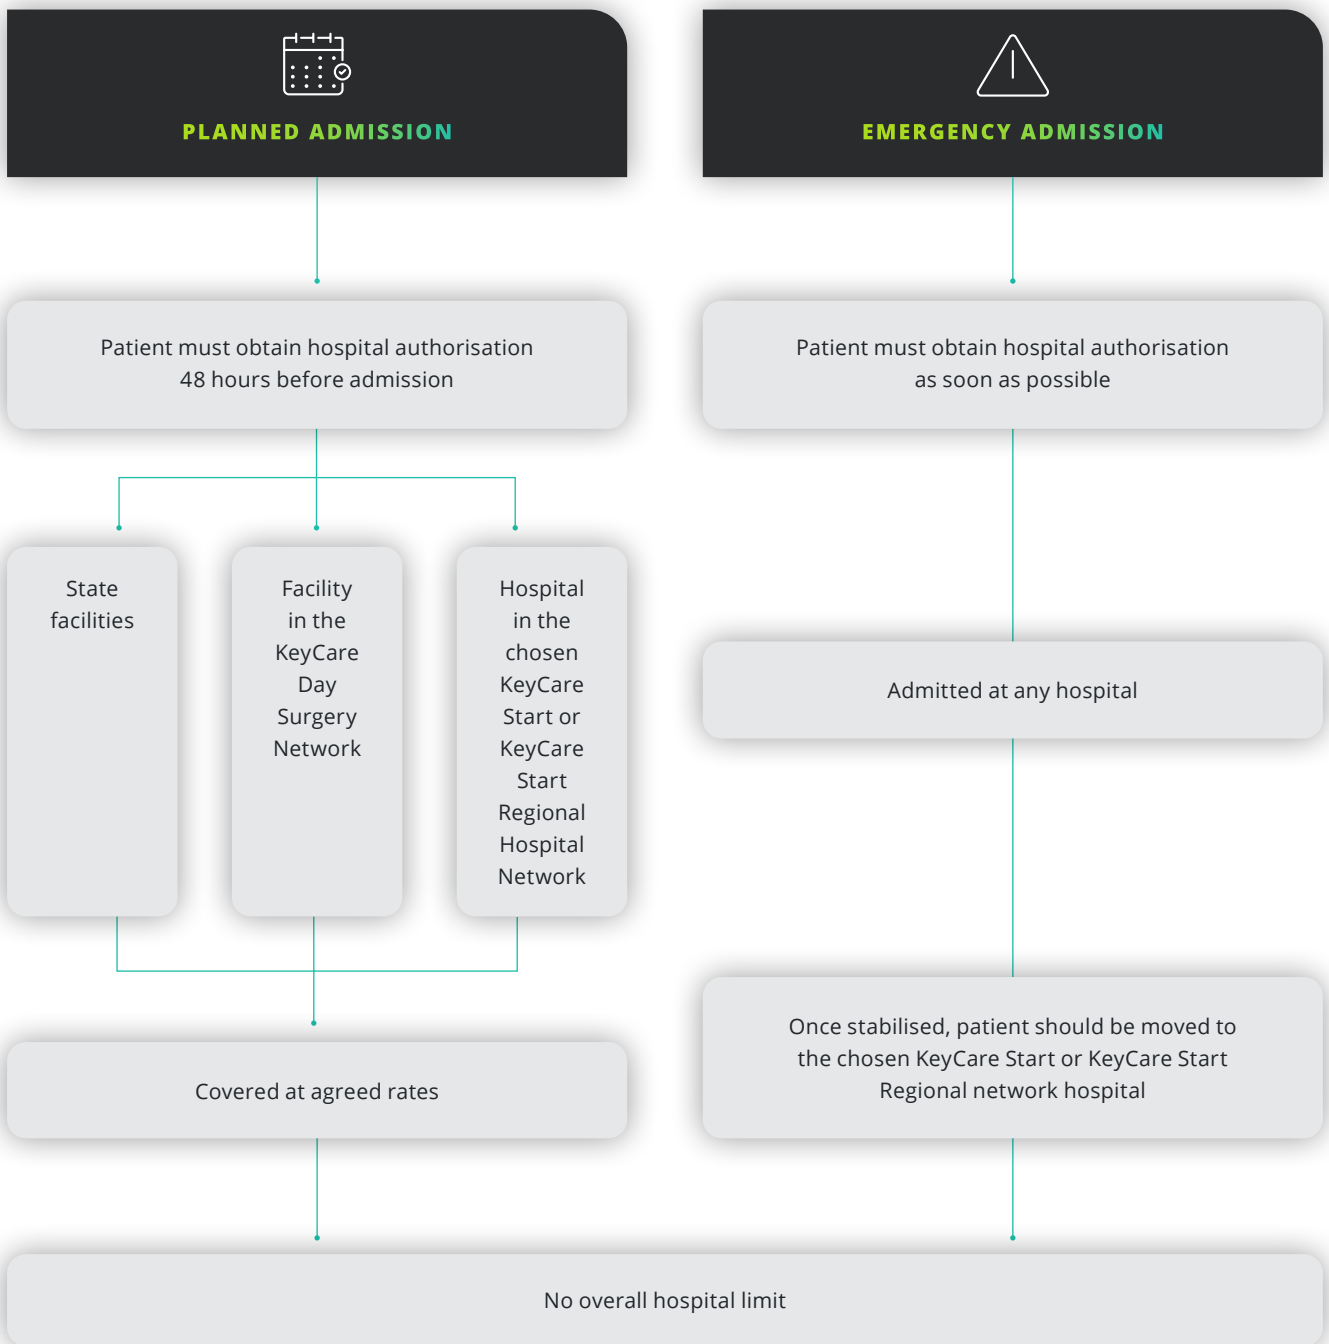 PLANNED ADMISSION
Patient must obtain hospital authorisation
48 hours before admission
State
facilities
Facility
in the
KeyCare
Day
Surgery
Network
Hospital
in the
chosen
KeyCare
Start or
KeyCare
Start
Regional
Hospital
Network
Covered at agreed rates
EMERGENCY ADMISSION
Patient must obtain hospital authorisation
as soon as possible
Admitted at any hospital
Once stabilised, patient should be moved to
the chosen KeyCare Start or KeyCare Start
Regional network hospital
No overall hospital limit